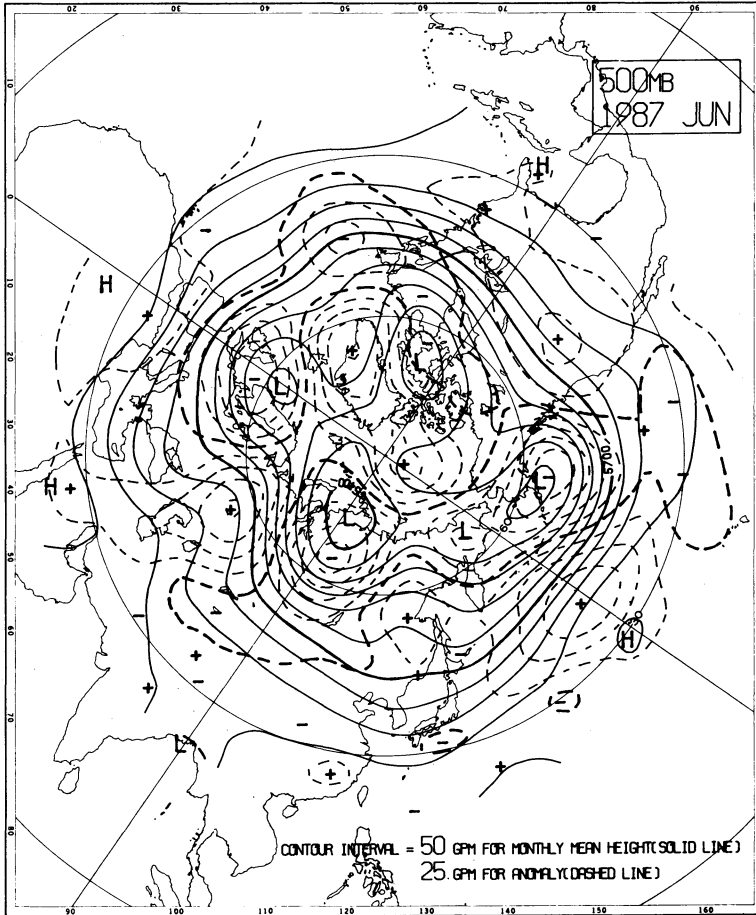 20
30
40
50
60
70
80
90
500MB
1987 JUN
10
0
10
20
30
40
50
60
70
80
H
H
H
H
L
L
L
L
L
L
5700
CONTOUR INTERVAL = 50 GPM FOR MONTHLY MEAN HEIGHT(SOLID LINE)
25. GPM FOR ANOMALY(DASHED LINE)
90
100
110
120
130
140
150
160